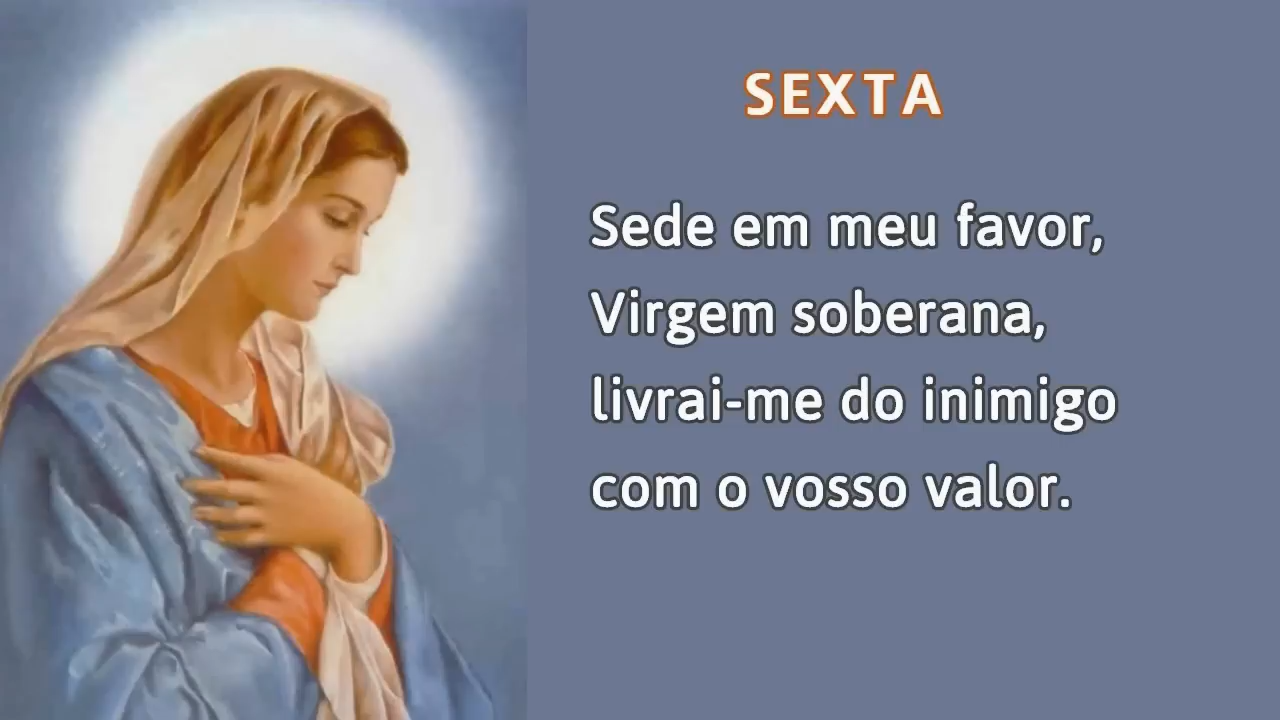 SEXTA
Sede em meu favor,
Virgem soberana,
livrai-me do inimigo
com o vosso valor.